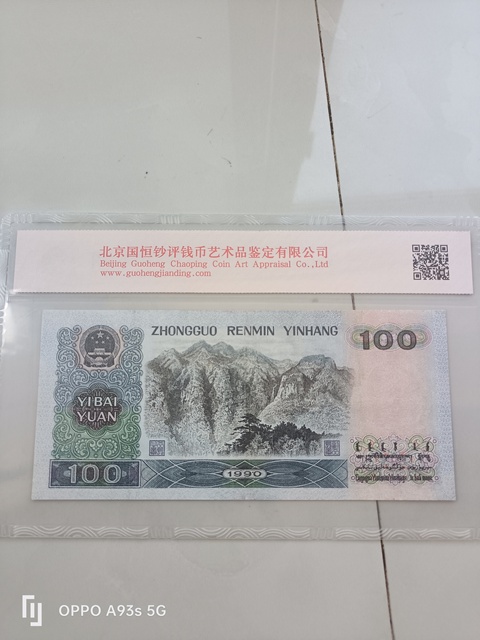 北京国恒钞评钱币艺术品鉴定有限公司
Beijing Guoheng Chaoping Coin Art Appraisal Co.,Ltd
www.guohengjianding.com
ZHONGGUO RENMIN YINHANG
100
YIBAI
YUAN
100
1990
OPPO A93s 5G